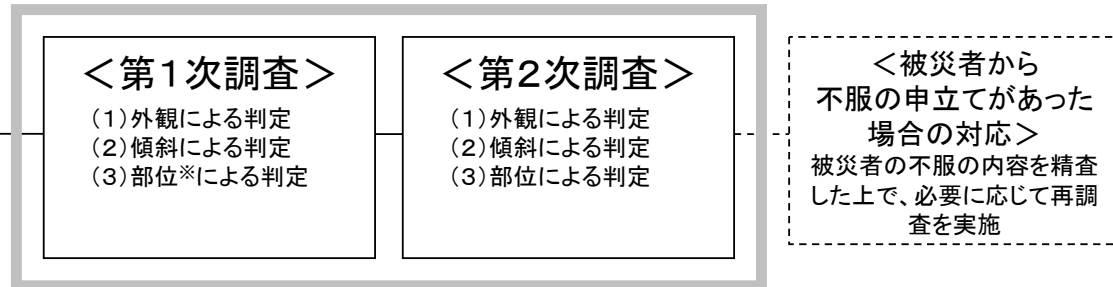 ＜第１次調査＞
（１）外観による判定
（２）傾斜による判定
（３）部位※による判定
＜第２次調査＞
（１）外観による判定
（２）傾斜による判定
（３）部位による判定
＜被災者から
不服の申立てがあった
場合の対応＞
被災者の不服の内容を精査
した上で、必要に応じて再調
査を実施